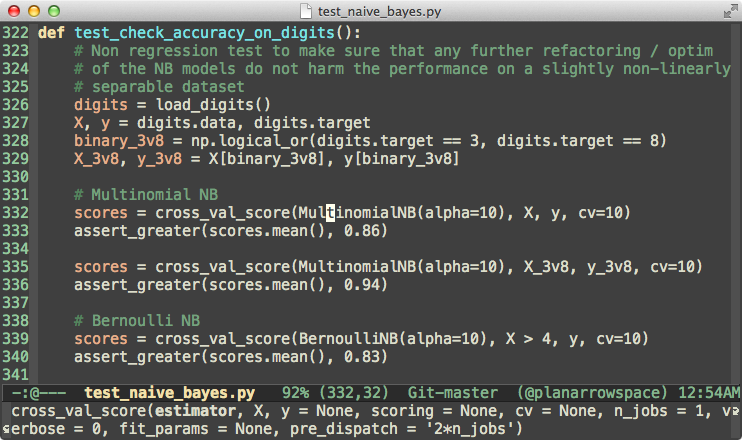 test_naive_bayes.py
322 def test_check_accuracy_on_digits():
323     # Non regression test to make sure that any further refactoring / optim
324     # of the NB models do not harm the performance on a slightly non-linearly
325     # separable dataset
326     digits = load_digits()
327     X, y = digits.data, digits.target
328     binary_3v8 = np.logical_or(digits.target == 3, digits.target == 8)
329     X_3v8, y_3v8 = X[binary_3v8], y[binary_3v8]
330
331     # Multinomial NB
332     scores = cross_val_score(MultinomialNB(alpha=10), X, y, cv=10)
333     assert_greater(scores.mean(), 0.86)
334
335     scores = cross_val_score(MultinomialNB(alpha=10), X_3v8, y_3v8, cv=10)
336     assert_greater(scores.mean(), 0.94)
337
338     # Bernoulli NB
339     scores = cross_val_score(BernoulliNB(alpha=10), X > 4, y, cv=10)
340     assert_greater(scores.mean(), 0.83)
341
-:@---  test_naive_bayes.py   92% (332,32)  Git-master  (@planarrowspace) 12:54AM
cross_val_score(estimator, X, y = None, scoring = None, cv = None, n_jobs = 1, v
erbose = 0, fit_params = None, pre_dispatch = '2*n_jobs')